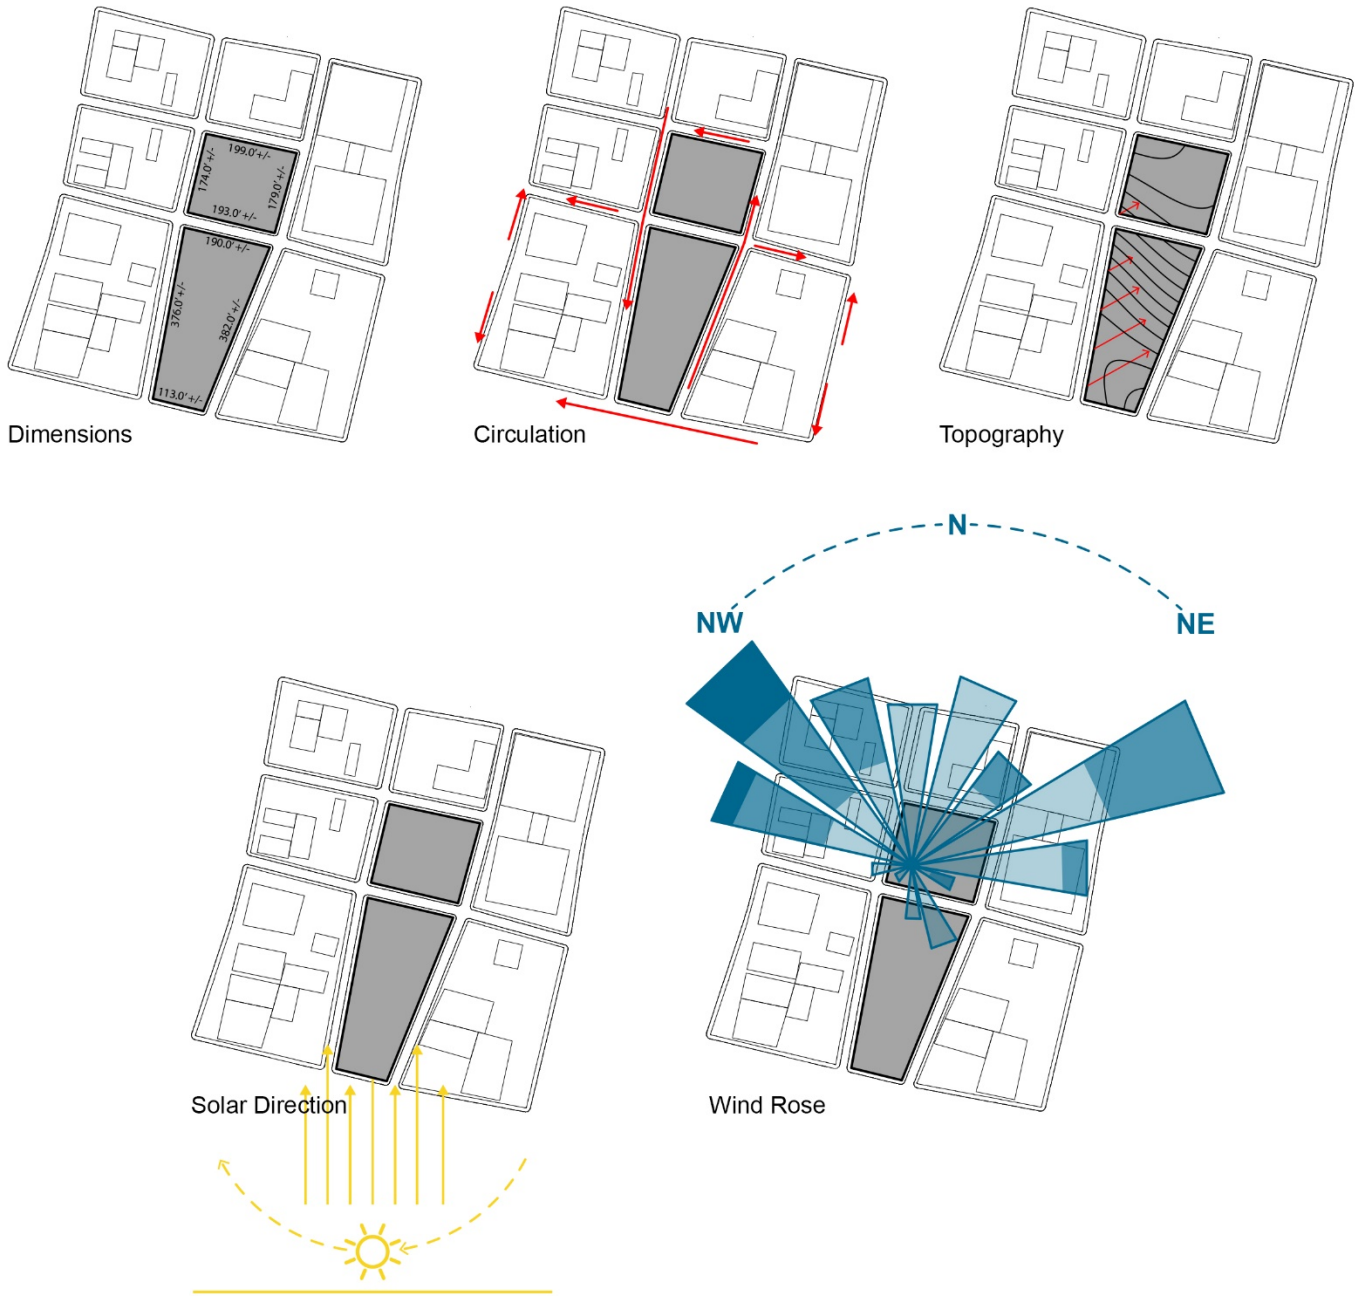 199.0'+/-
174.0'+/-
179.0'+/-
193.0'+/-
190.0'+/-
376.0'+/-
382.0'+/-
113.0'+/-
Dimensions
Circulation
Topography
N
NW
NE
Solar Direction
Wind Rose